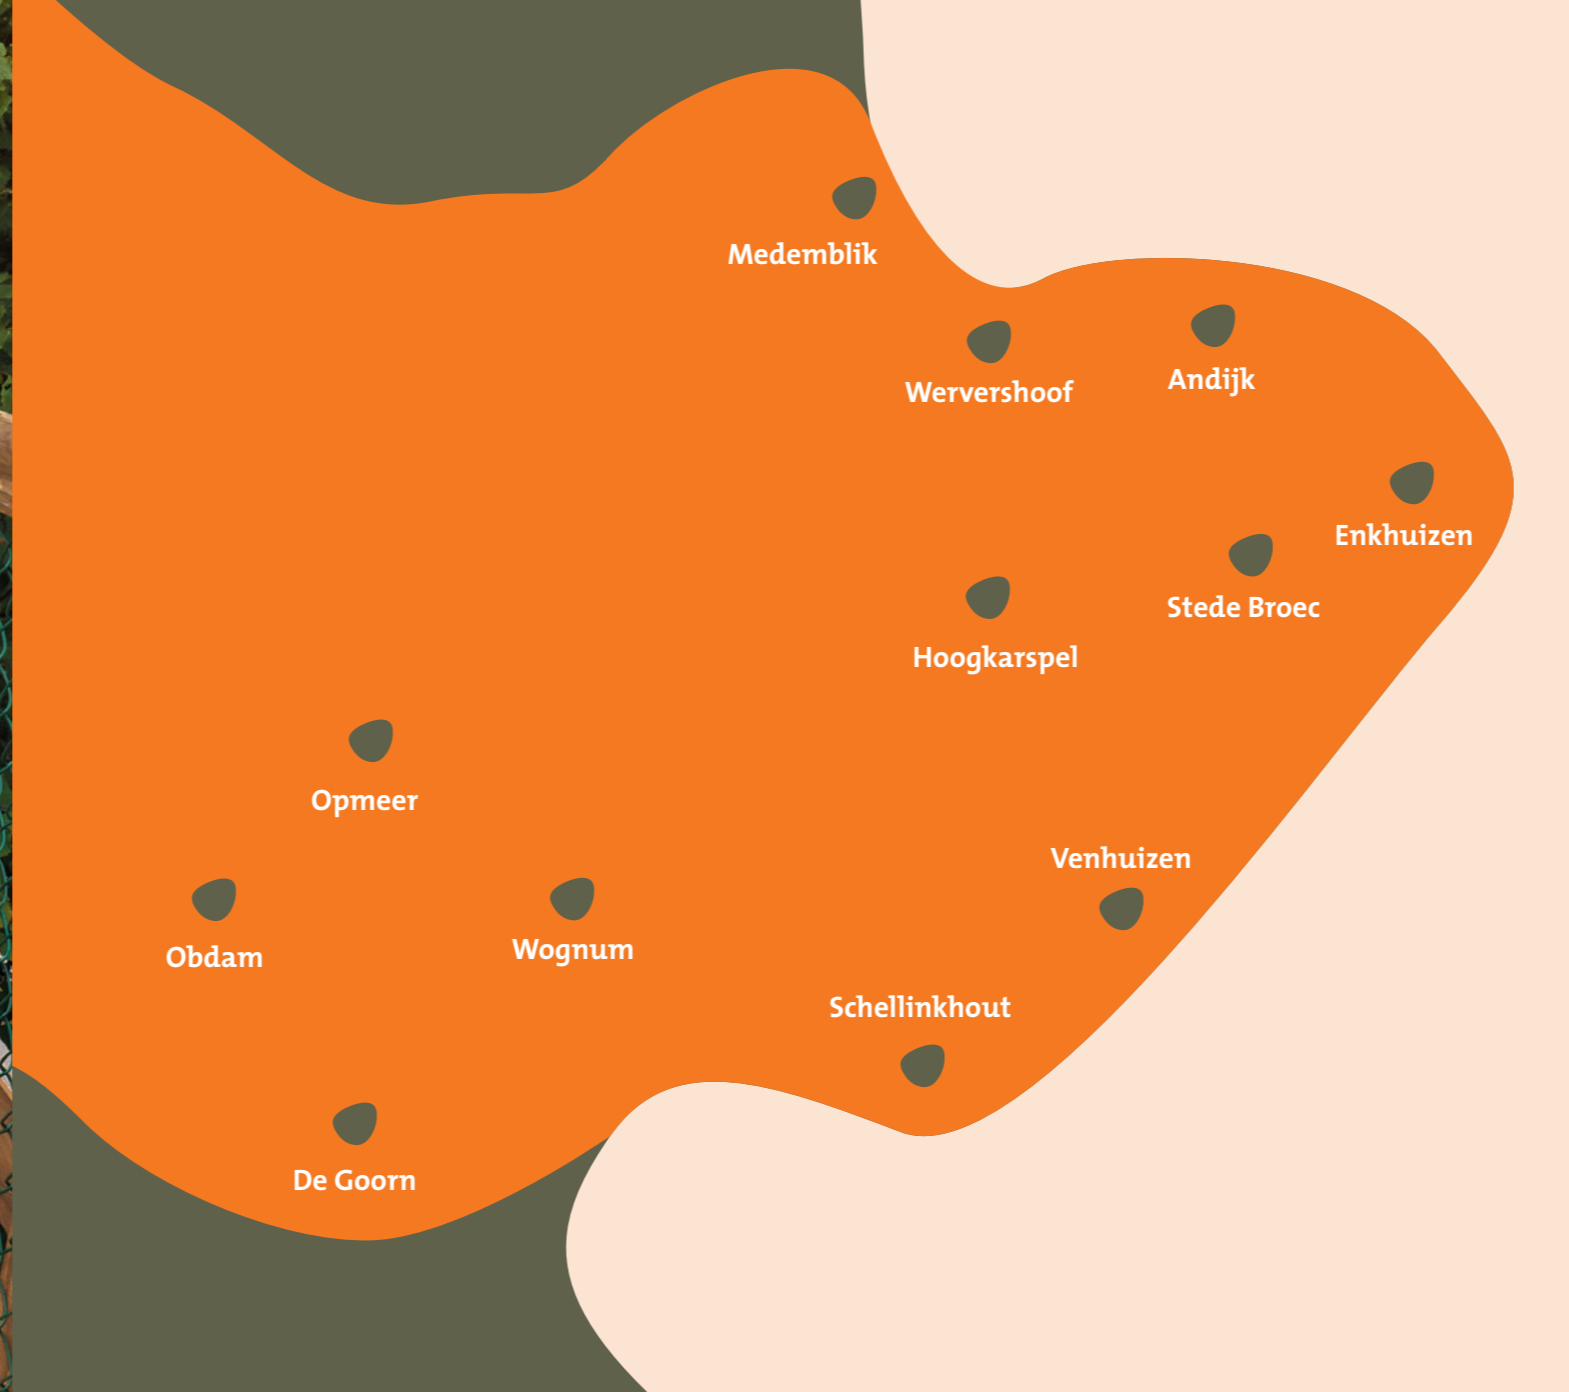 Medemblik
Andijk
Wervershoof
Enkhuizen
Stede Broec
Hoogkarspel
Opmeer
Venhuizen
Wognum
Obdam
Schellinkhout
De Goorn